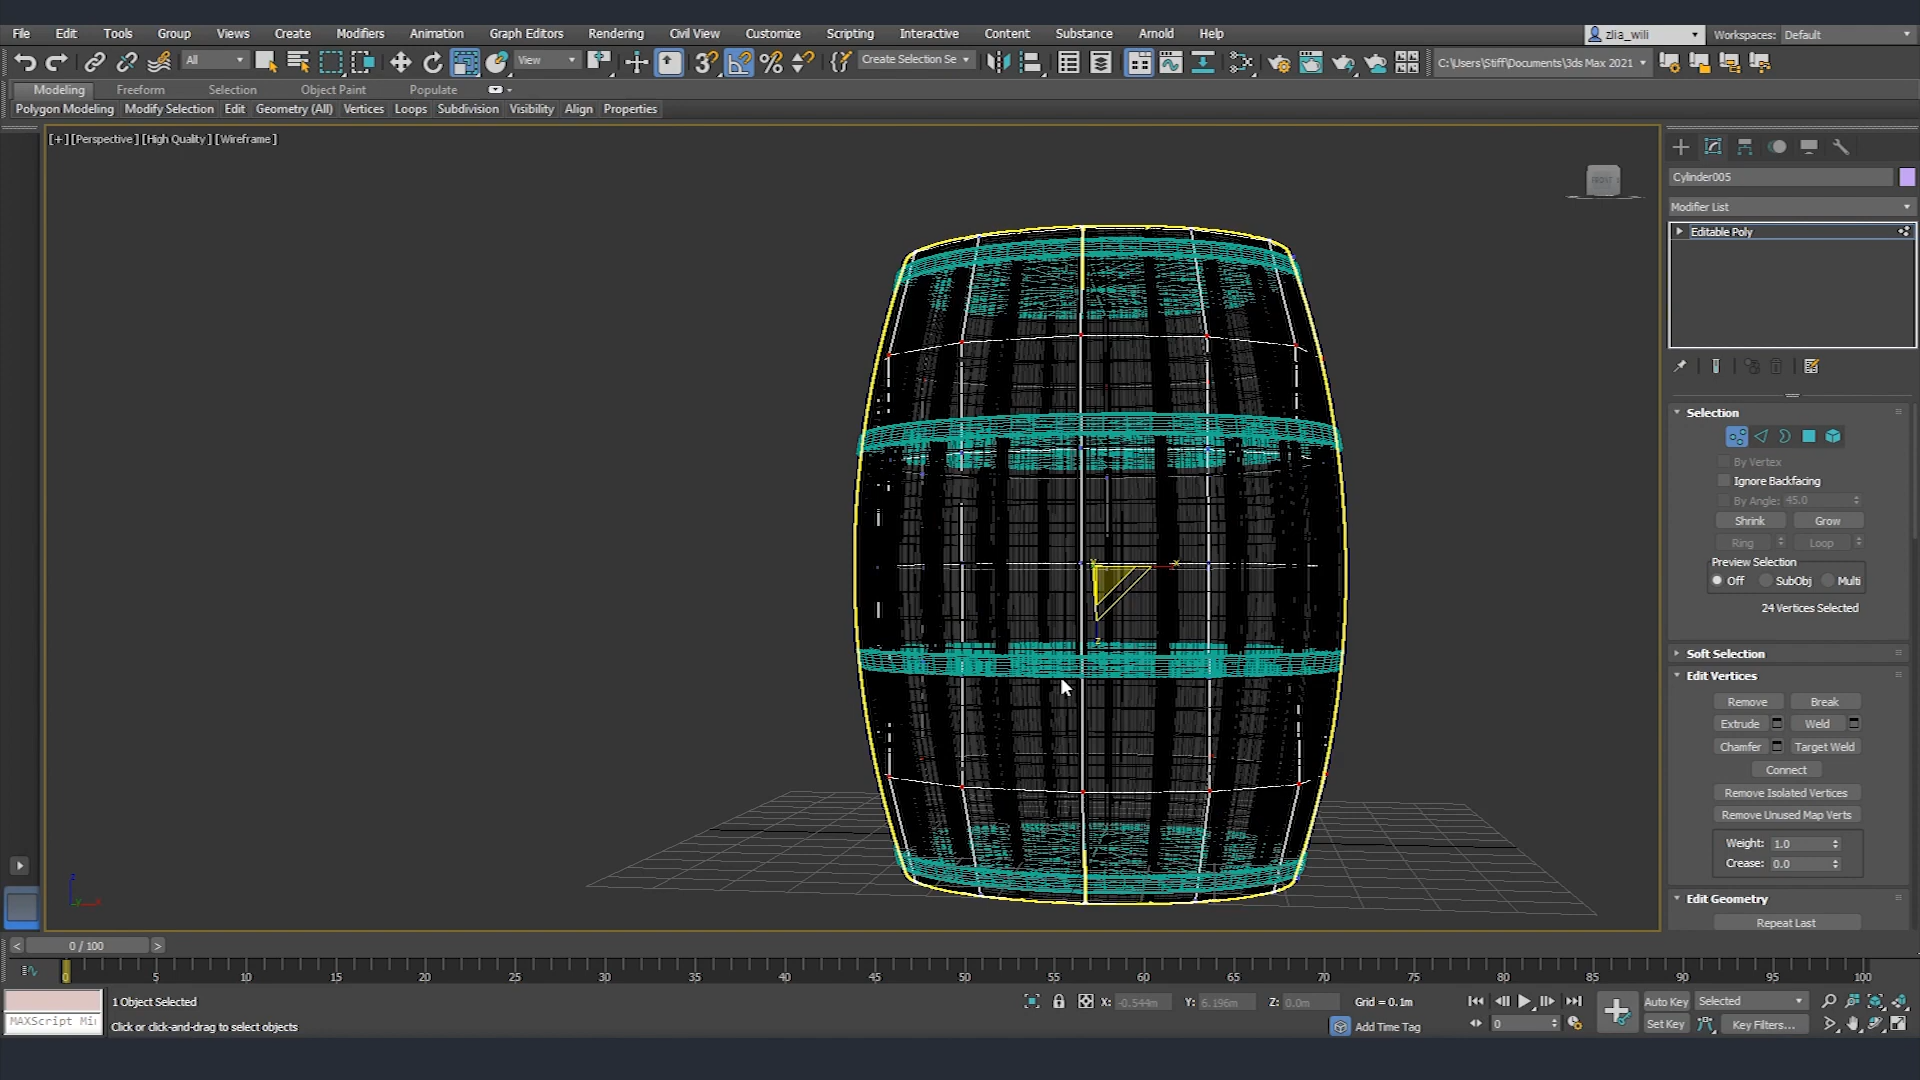 File Edit Tools Group Views Create Modifiers Animation Graph Editors Rendering Civil View Customize Scripting Interactive Content Substance Arnold Help zlia_wili Workspaces: Default
All View Create Selection Se C:\Users\Stiff\Documents\3ds Max 2021
Modeling Freeform Selection Object Paint Populate
Polygon Modeling Modify Selection Edit Geometry (All) Vertices Loops Subdivision Visibility Align Properties
[+] [Perspective] [High Quality] [Wireframe]
FRONT
Cylinder005
Modifier List
Editable Poly
Selection
By Vertex
Ignore Backfacing
By Angle: 45.0
Shrink Grow
Ring Loop
Preview Selection
Off SubObj Multi
24 Vertices Selected
Soft Selection
Edit Vertices
Remove Break
Extrude Weld
Chamfer Target Weld
Connect
Remove Isolated Vertices
Remove Unused Map Verts
Weight: 1.0
Crease: 0.0
Edit Geometry
Repeat Last
x
z
z
x
0 / 100
0 5 10 15 20 25 30 35 40 45 50 55 60 65 70 75 80 85 90 95 100
1 Object Selected X: -0.544m Y: 6.196m Z: 0.0m Grid = 0.1m Auto Key Selected
MAXScript Mi Click or click-and-drag to select objects Add Time Tag 0 Set Key Key Filters...